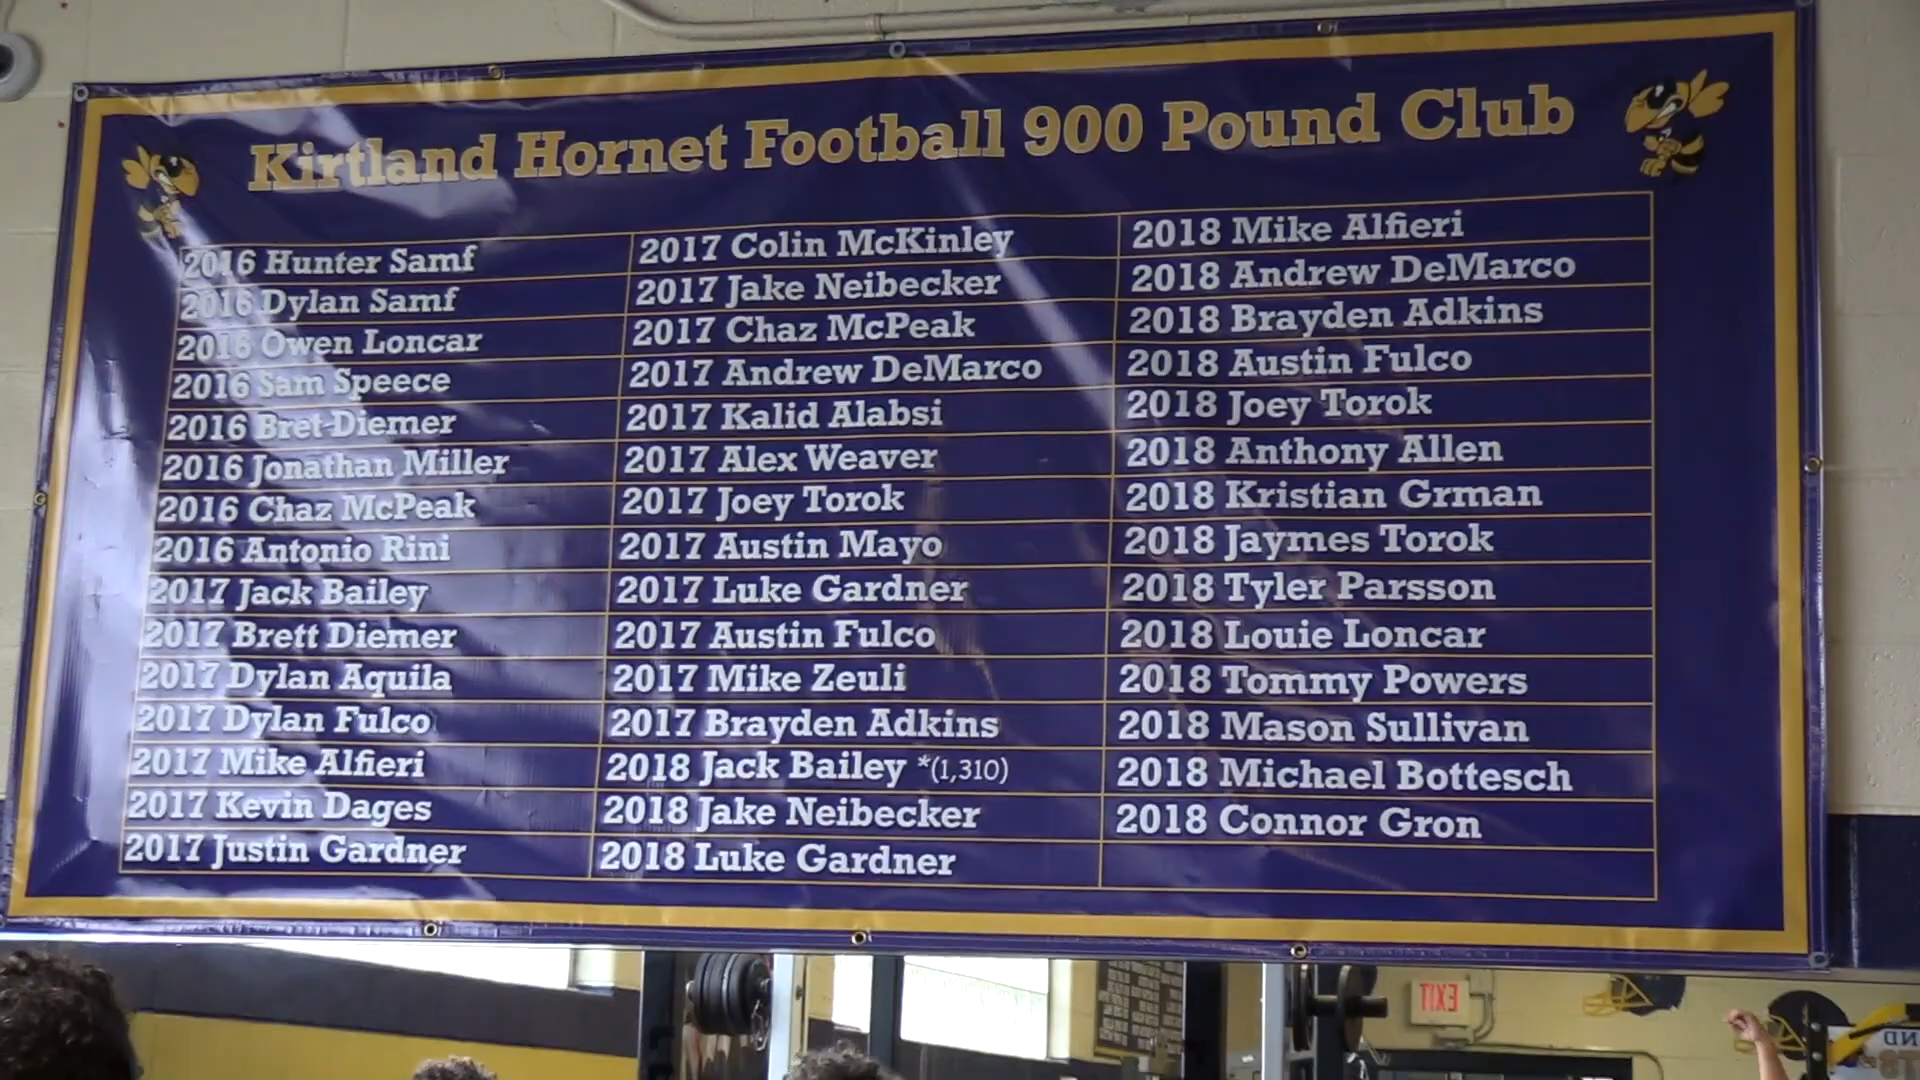 Kirtland Hornet Football 900 Pound Club
2016 Hunter Samf
2016 Dylan Samf
2016 Owen Loncar
2016 Sam Speece
2016 Bret Diemer
2016 Jonathan Miller
2016 Chaz McPeak
2016 Antonio Rini
2017 Jack Bailey
2017 Brett Diemer
2017 Dylan Aquila
2017 Dylan Fulco
2017 Mike Alfieri
2017 Kevin Dages
2017 Justin Gardner
2017 Colin McKinley
2017 Jake Neibecker
2017 Chaz McPeak
2017 Andrew DeMarco
2017 Kalid Alabsi
2017 Alex Weaver
2017 Joey Torok
2017 Austin Mayo
2017 Luke Gardner
2017 Austin Fulco
2017 Mike Zeuli
2017 Brayden Adkins
2018 Jack Bailey *(1,310)
2018 Jake Neibecker
2018 Luke Gardner
2018 Mike Alfieri
2018 Andrew DeMarco
2018 Brayden Adkins
2018 Austin Fulco
2018 Joey Torok
2018 Anthony Allen
2018 Kristian Grman
2018 Jaymes Torok
2018 Tyler Parsson
2018 Louie Loncar
2018 Tommy Powers
2018 Mason Sullivan
2018 Michael Bottesch
2018 Connor Gron
EXIT